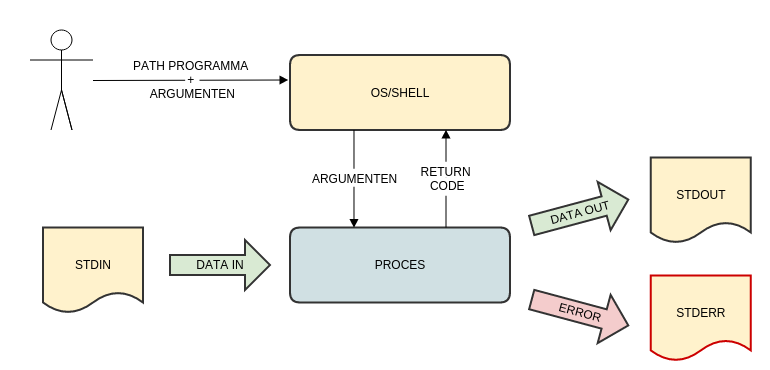 PATH PROGRAMMA
+
ARGUMENTEN
OS/SHELL
ARGUMENTEN
RETURN
CODE
STDIN
DATA IN
PROCES
DATA OUT
STDOUT
ERROR
STDERR